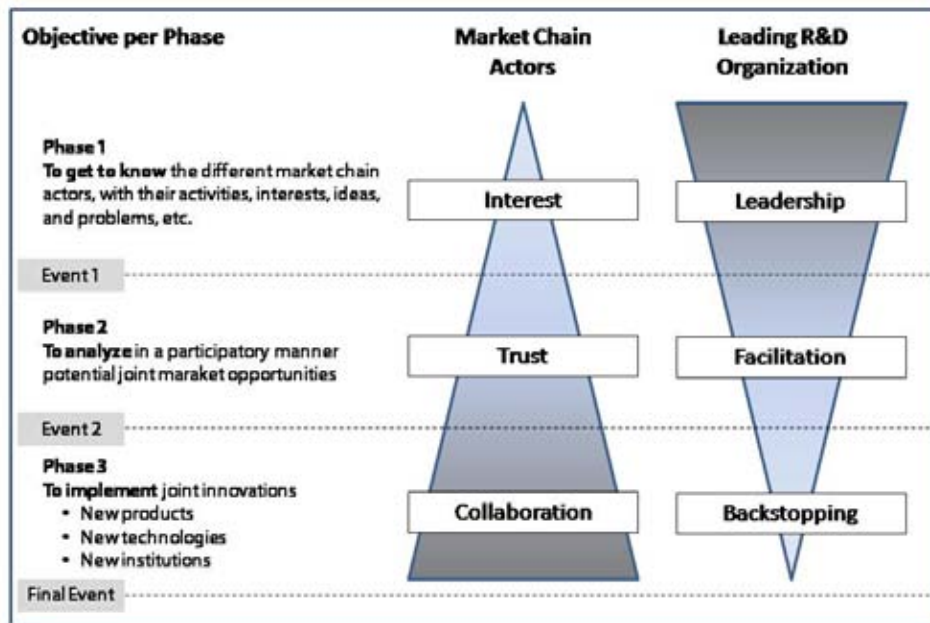 Objective per Phase
Market Chain
Actors
Leading R&D
Organization
Phase 1
To get to know the different market chain
actors, with their activities, interests, ideas,
and problems, etc.
Interest
Leadership
Event 1
Phase 2
To analyze in a participatory manner
potential joint maraket opportunities
Trust
Facilitation
Event 2
Phase 3
To implement joint innovations
• New products
• New technologies
• New institutions
Collaboration
Backstopping
Final Event